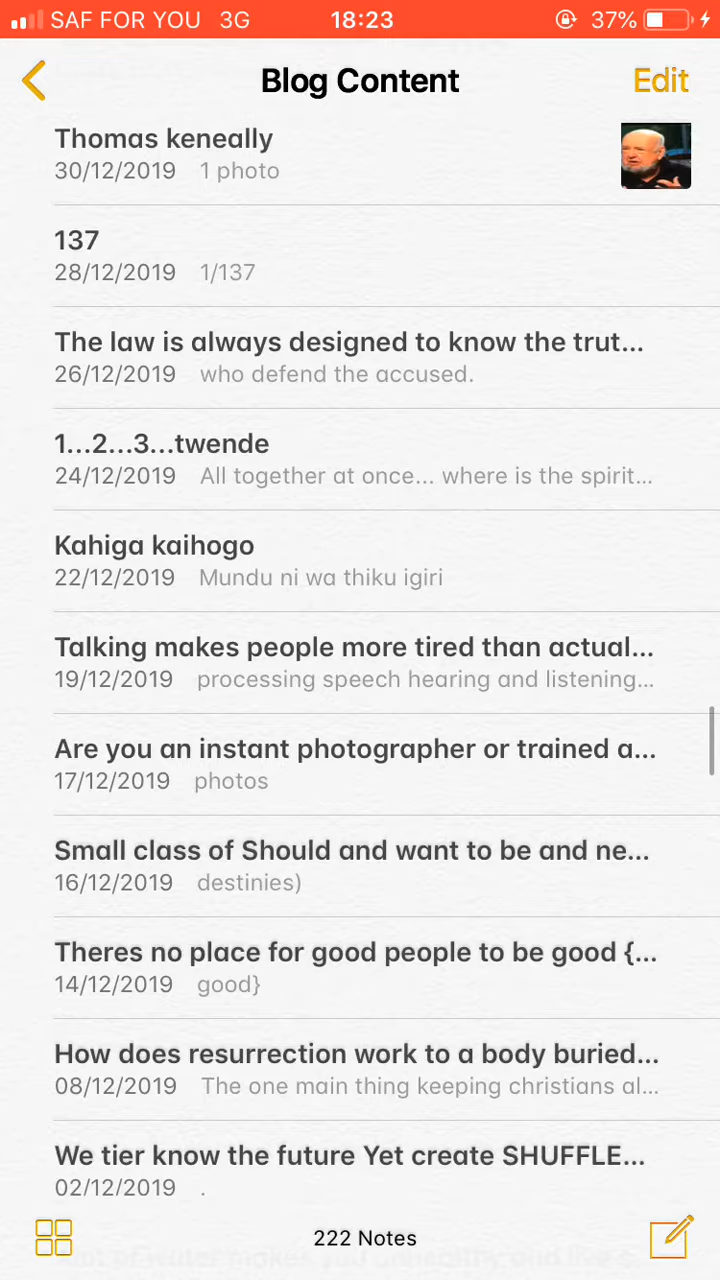 SAF FOR YOU 3G 18:23 37%
Blog Content Edit
Thomas keneally
30/12/2019 1 photo
137
28/12/2019 1/137
The law is always designed to know the trut...
26/12/2019 who defend the accused.
1...2...3...twende
24/12/2019 All together at once... where is the spirit...
Kahiga kaihogo
22/12/2019 Mundu ni wa thiku igiri
Talking makes people more tired than actual...
19/12/2019 processing speech hearing and listening...
Are you an instant photographer or trained a...
17/12/2019 photos
Small class of Should and want to be and ne...
16/12/2019 destinies)
Theres no place for good people to be good {...
14/12/2019 good}
How does resurrection work to a body buried...
08/12/2019 The one main thing keeping christians al...
We tier know the future Yet create SHUFFLE...
02/12/2019 .
222 Notes